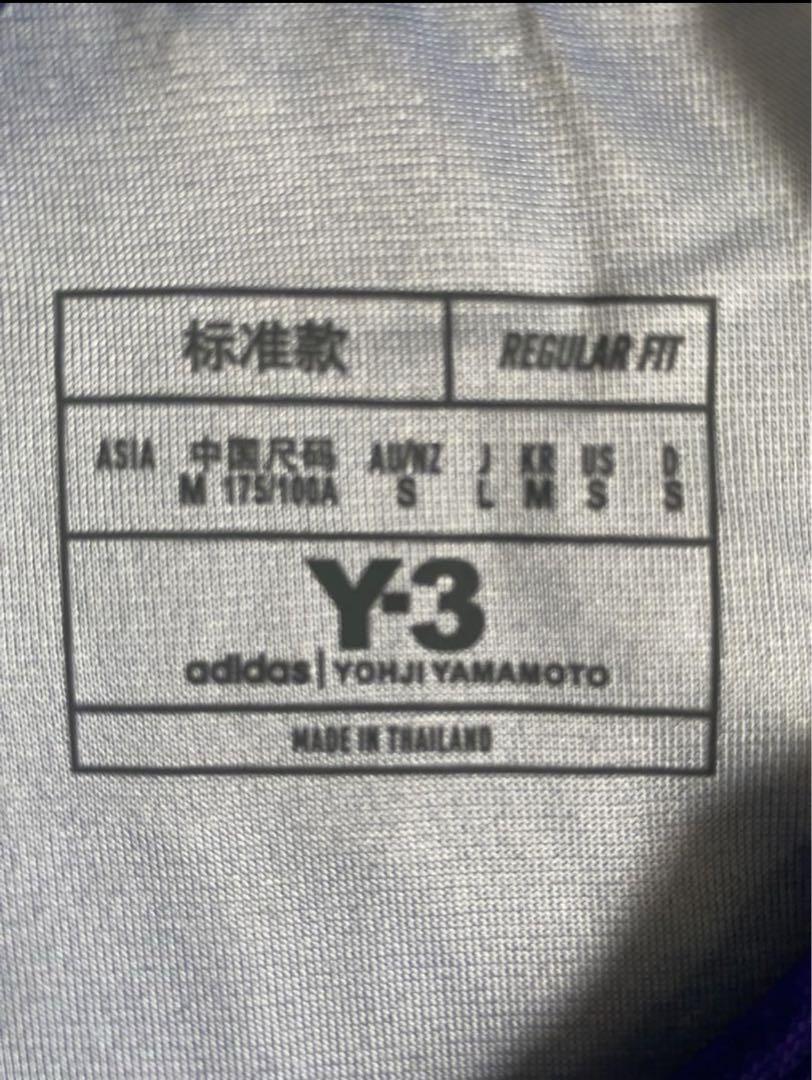 标准款 REGULAR FIT
ASIA 中国尺码 AU/NZ J KR US D
M 175/100A S L M S S
Y-3
adidas | YOHJI YAMAMOTO
MADE IN THAILAND